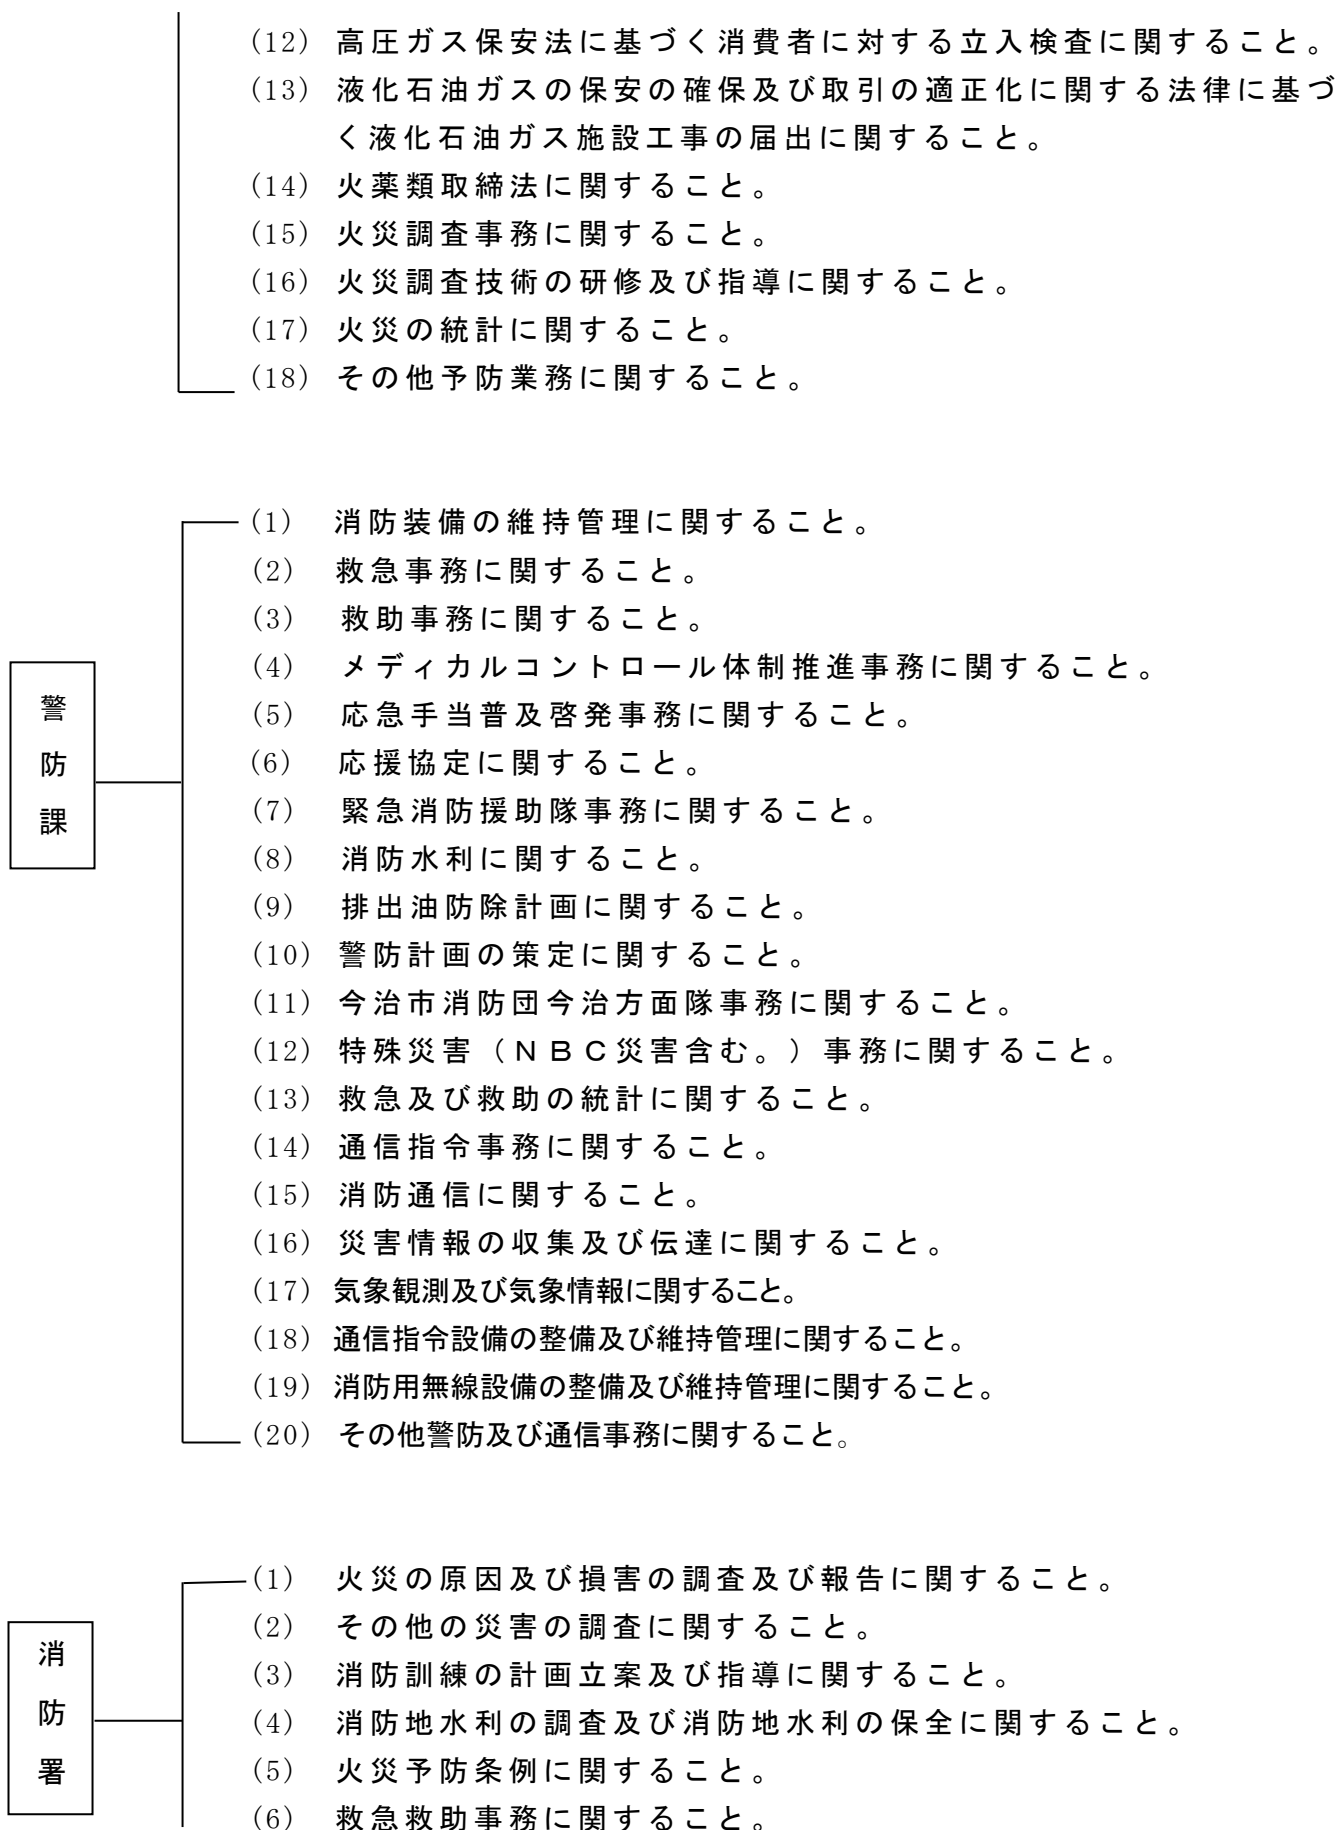 (12) 高圧ガス保安法に基づく消費者に対する立入検査に関すること。
(13) 液化石油ガスの保安の確保及び取引の適正化に関する法律に基づ
く液化石油ガス施設工事の届出に関すること。
(14) 火薬類取締法に関すること。
(15) 火災調査事務に関すること。
(16) 火災調査技術の研修及び指導に関すること。
(17) 火災の統計に関すること。
(18) その他予防業務に関すること。
警防課
(1) 消防装備の維持管理に関すること。
(2) 救急事務に関すること。
(3) 救助事務に関すること。
(4) メディカルコントロール体制推進事務に関すること。
(5) 応急手当普及啓発事務に関すること。
(6) 応援協定に関すること。
(7) 緊急消防援助隊事務に関すること。
(8) 消防水利に関すること。
(9) 排出油防除計画に関すること。
(10) 警防計画の策定に関すること。
(11) 今治市消防団今治方面隊事務に関すること。
(12) 特殊災害（ＮＢＣ災害含む。）事務に関すること。
(13) 救急及び救助の統計に関すること。
(14) 通信指令事務に関すること。
(15) 消防通信に関すること。
(16) 災害情報の収集及び伝達に関すること。
(17) 気象観測及び気象情報に関すること。
(18) 通信指令設備の整備及び維持管理に関すること。
(19) 消防用無線設備の整備及び維持管理に関すること。
(20) その他警防及び通信事務に関すること。
消防署
(1) 火災の原因及び損害の調査及び報告に関すること。
(2) その他の災害の調査に関すること。
(3) 消防訓練の計画立案及び指導に関すること。
(4) 消防地水利の調査及び消防地水利の保全に関すること。
(5) 火災予防条例に関すること。
(6) 救急救助事務に関すること。